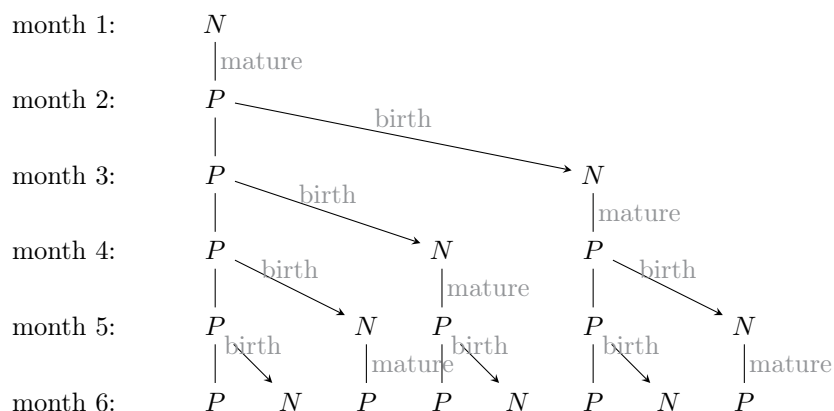 month 1: N
mature
month 2: P
birth
month 3: P N
birth mature
month 4: P N P
birth mature birth
month 5: P N P P N
birth mature birth birth mature
month 6: P N P P N P N P